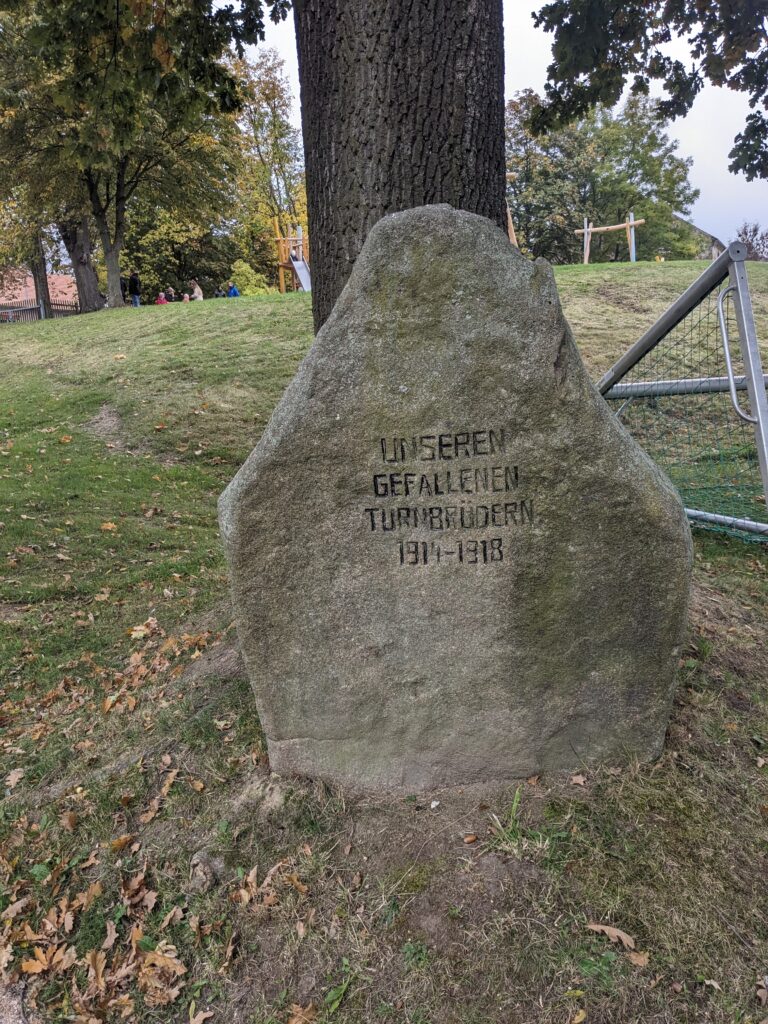 UNSEREN
GEFALLENEN
TURNBRÜDERN
1914-1918